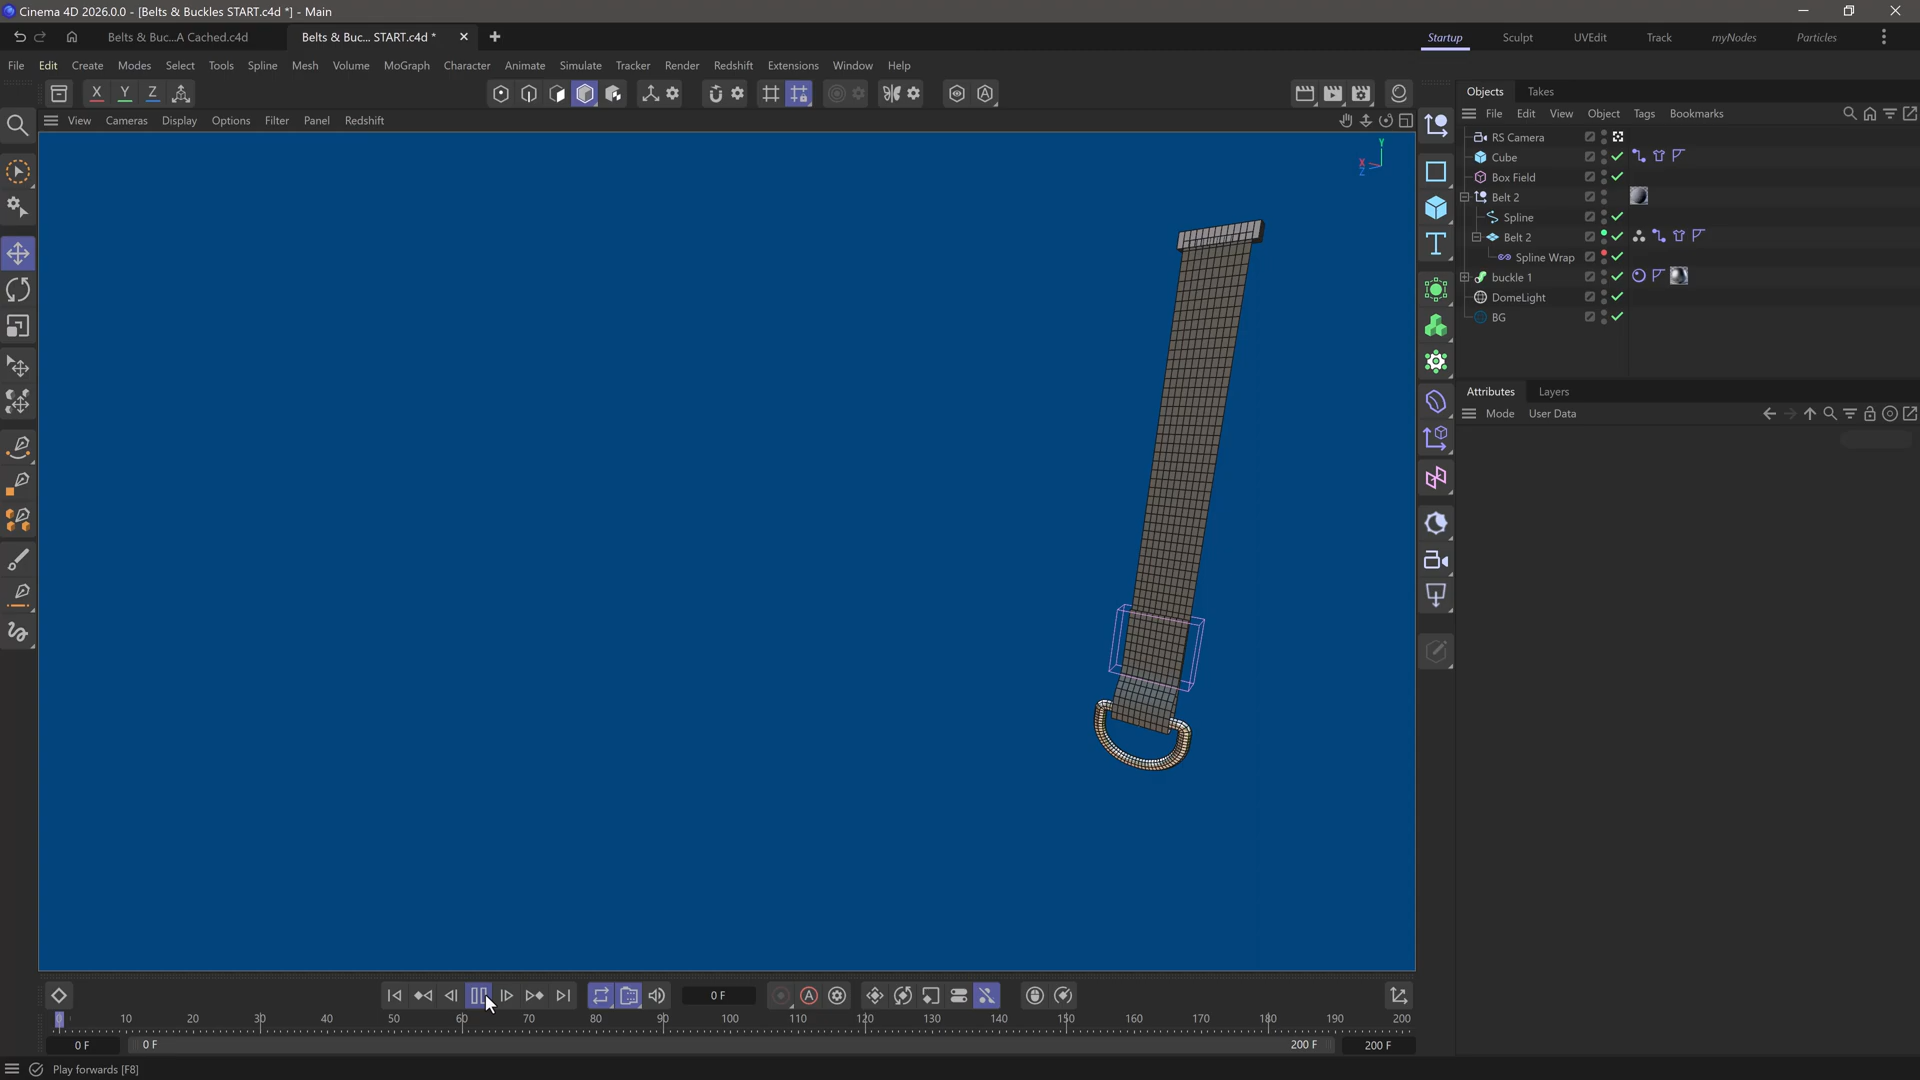 Cinema 4D 2026.0.0 - [Belts & Buckles START.c4d *] - Main
Belts & Buc...A Cached.c4d
Belts & Buc... START.c4d *
Startup
Sculpt
UVEdit
Track
myNodes
Particles
File Edit Create Modes Select Tools Spline Mesh Volume MoGraph Character Animate Simulate Tracker Render Redshift Extensions Window Help
X Y Z
View Cameras Display Options Filter Panel Redshift
Y
X
Z
Objects Takes
File Edit View Object Tags Bookmarks
RS Camera
Cube
Box Field
Belt 2
Spline
Belt 2
Spline Wrap
buckle 1
DomeLight
BG
Attributes Layers
Mode User Data
0 F
0 10 20 30 40 50 60 70 80 90 100 110 120 130 140 150 160 170 180 190 200
0 F
0 F
200 F
200 F
Play forwards [F8]